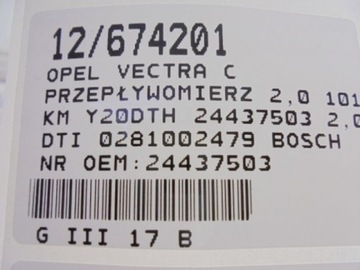 12/674201
OPEL VECTRA C
PRZEPŁYWOMIERZ 2,0 101
KM Y20DTH 24437503 2,0
DTI 0281002479 BOSCH
NR OEM:24437503
G III 17 B